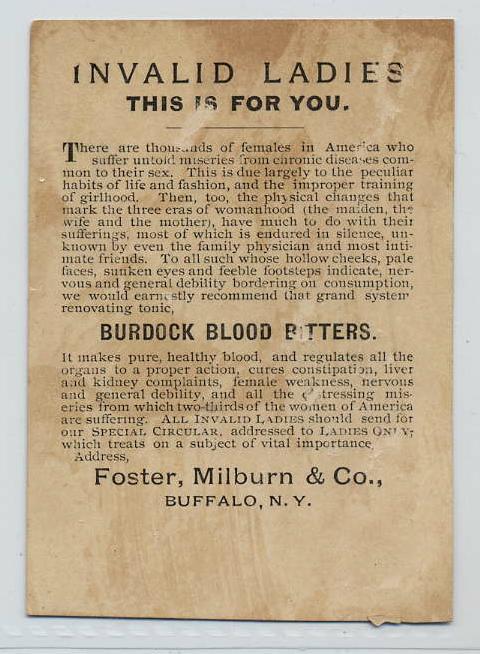 INVALID LADIES
THIS IS FOR YOU.
There are thousands of females in America who
suffer untold miseries from chronic diseases com-
mon to their sex. This is due largely to the peculiar
habits of life and fashion, and the improper training
of girlhood. Then, too, the physical changes that
mark the three eras of womanhood (the maiden, the
wife and the mother), have much to do with their
sufferings, most of which is endured in silence, un-
known by even the family physician and most inti-
mate friends. To all such whose hollow cheeks, pale
faces, sunken eyes and feeble footsteps indicate, ner-
vous and general debility bordering on consumption,
we would earnestly recommend that grand system
renovating tonic,
BURDOCK BLOOD BITTERS.
It makes pure, healthy blood, and regulates all the
organs to a proper action, cures constipation, liver
and kidney complaints, female weakness, nervous
and general debility, and all the distressing mis-
eries from which two-thirds of the women of America
are suffering. ALL INVALID LADIES should send for
our SPECIAL CIRCULAR, addressed to LADIES ONLY,
which treats on a subject of vital importance.
Address,
Foster, Milburn & Co.,
BUFFALO, N. Y.